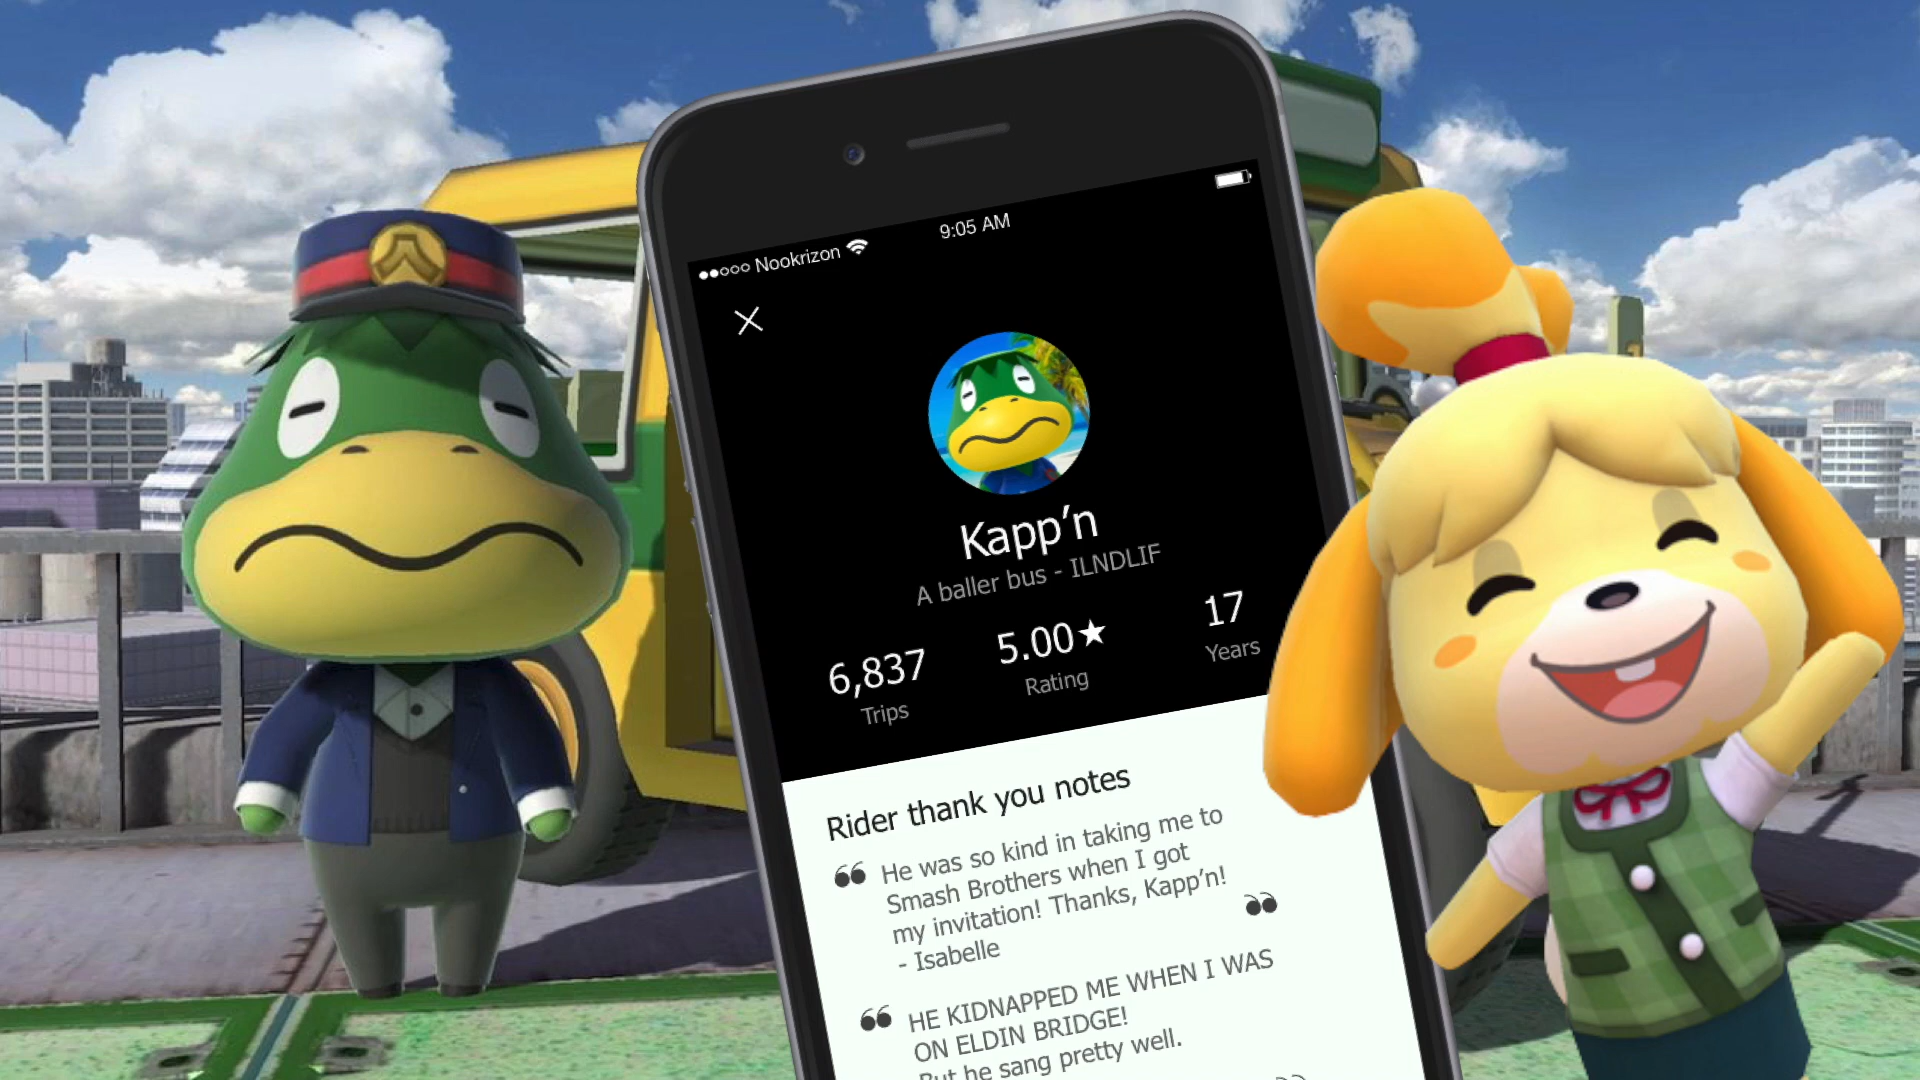 Nookrizon
9:05 AM
Kapp’n
A baller bus - ILNDLIF
6,837
Trips
5.00★
Rating
17
Years
Rider thank you notes
“ He was so kind in taking me to
Smash Brothers when I got
my invitation! Thanks, Kapp’n! ”
- Isabelle
“ HE KIDNAPPED ME WHEN I WAS
ON ELDIN BRIDGE!
But he sang pretty well.